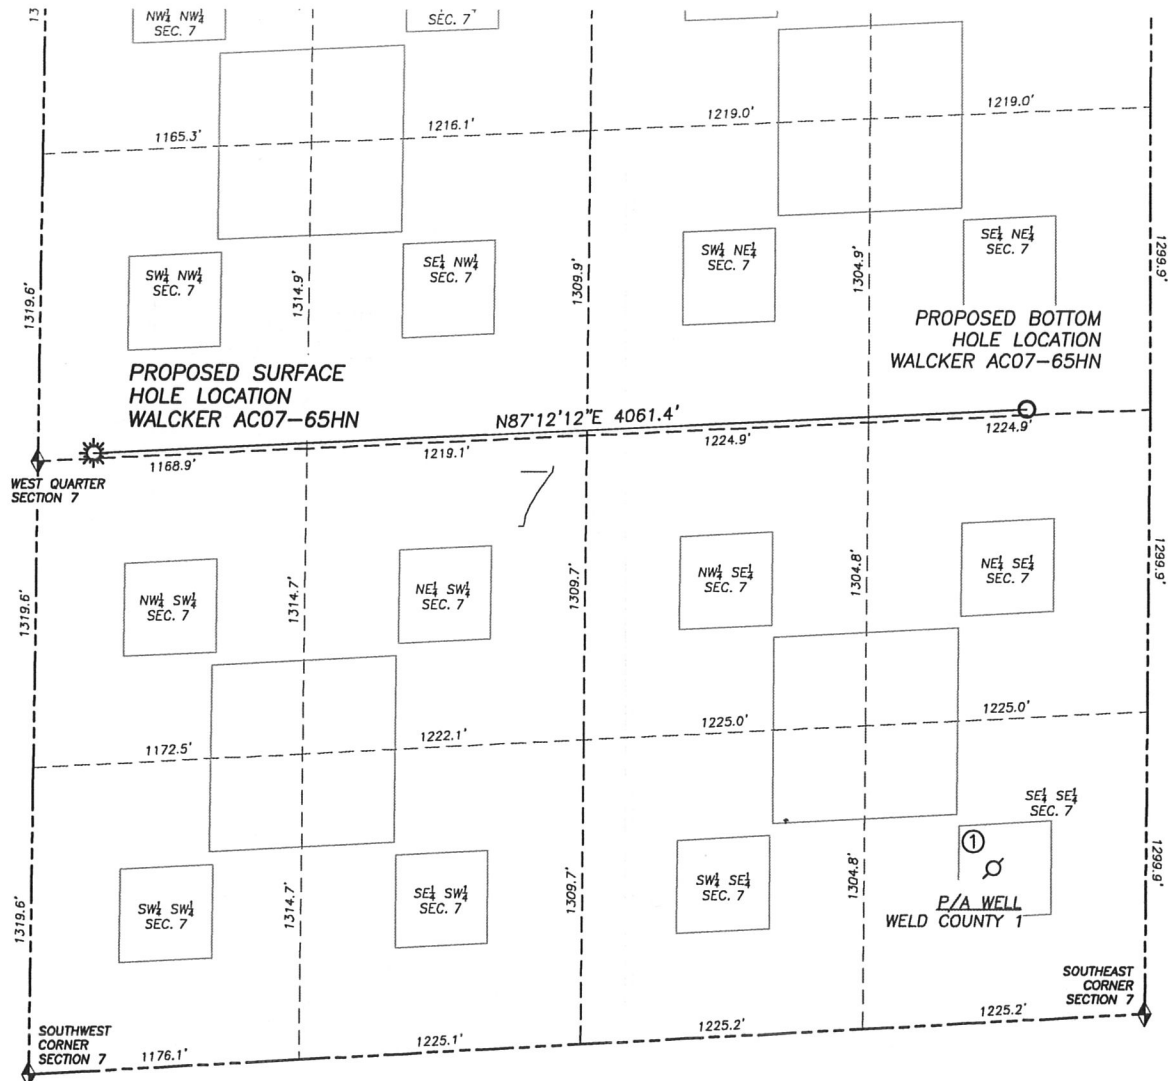 13
NW¼ NW¼
SEC. 7
SEC. 7
1165.3'
1216.1'
1219.0'
1219.0'
SW¼ NW¼
SEC. 7
SE¼ NW¼
SEC. 7
SW¼ NE¼
SEC. 7
SE¼ NE¼
SEC. 7
1319.6'
1314.9'
1309.9'
1304.9'
1299.9'
PROPOSED SURFACE
HOLE LOCATION
WALCKER AC07-65HN
PROPOSED BOTTOM
HOLE LOCATION
WALCKER AC07-65HN
N87°12'12"E 4061.4'
1168.9'
1219.1'
1224.9'
1224.9'
WEST QUARTER
SECTION 7
7
NW¼ SW¼
SEC. 7
NE¼ SW¼
SEC. 7
NW¼ SE¼
SEC. 7
NE¼ SE¼
SEC. 7
1319.6'
1314.7'
1309.7'
1304.8'
1299.9'
1172.5'
1222.1'
1225.0'
1225.0'
SW¼ SW¼
SEC. 7
SE¼ SW¼
SEC. 7
SW¼ SE¼
SEC. 7
SE¼ SE¼
SEC. 7
1
P/A WELL
WELD COUNTY 1
1319.6'
1314.7'
1309.7'
1304.8'
1299.9'
SOUTHWEST
CORNER
SECTION 7
1176.1'
1225.1'
1225.2'
1225.2'
SOUTHEAST
CORNER
SECTION 7